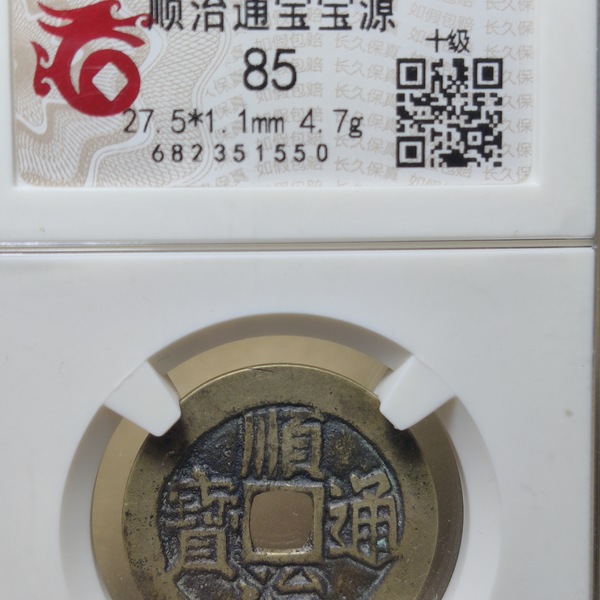 顺治通宝宝源
85
十级
27.5*1.1mm 4.7g
682351550
如假包赔 长久保真
順
治
通
寶